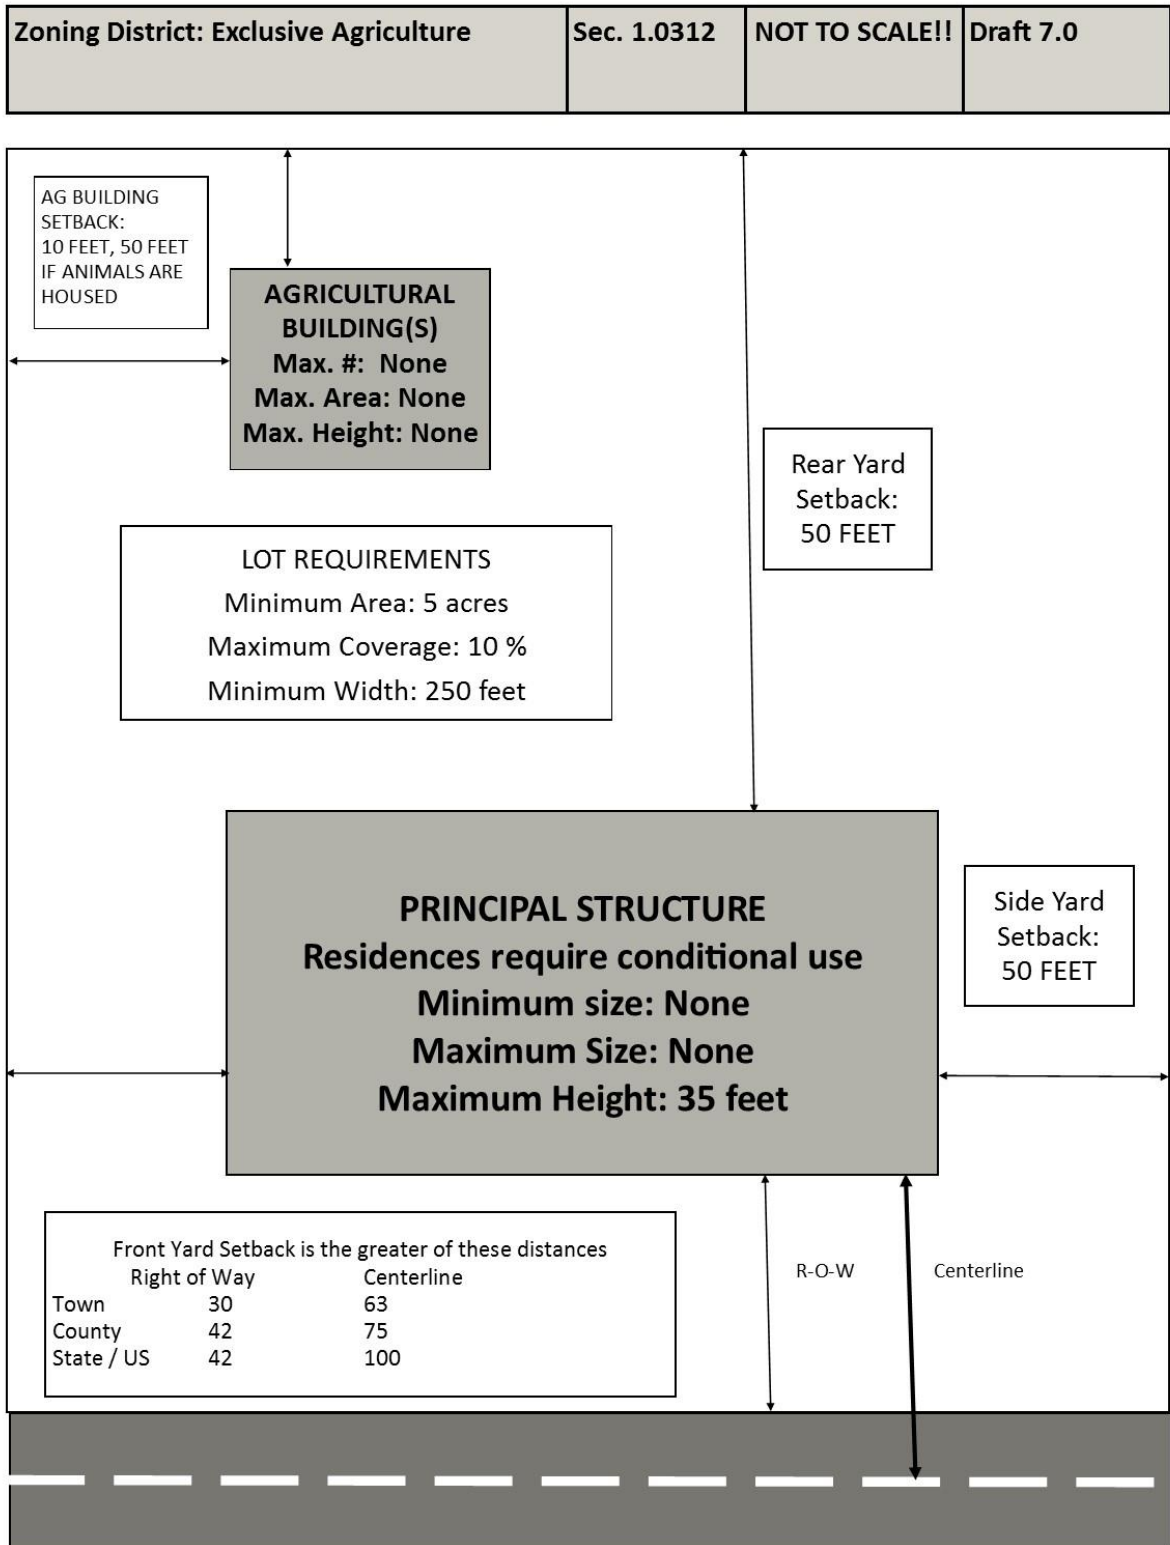 Zoning District: Exclusive Agriculture Sec. 1.0312 NOT TO SCALE!! Draft 7.0
AG BUILDING
SETBACK:
10 FEET, 50 FEET
IF ANIMALS ARE
HOUSED
AGRICULTURAL
BUILDING(S)
Max. #: None
Max. Area: None
Max. Height: None
Rear Yard
Setback:
50 FEET
LOT REQUIREMENTS
Minimum Area: 5 acres
Maximum Coverage: 10 %
Minimum Width: 250 feet
PRINCIPAL STRUCTURE
Residences require conditional use
Minimum size: None
Maximum Size: None
Maximum Height: 35 feet
Side Yard
Setback:
50 FEET
Front Yard Setback is the greater of these distances
Right of Way Centerline
Town 30 63
County 42 75
State / US 42 100
R-O-W Centerline